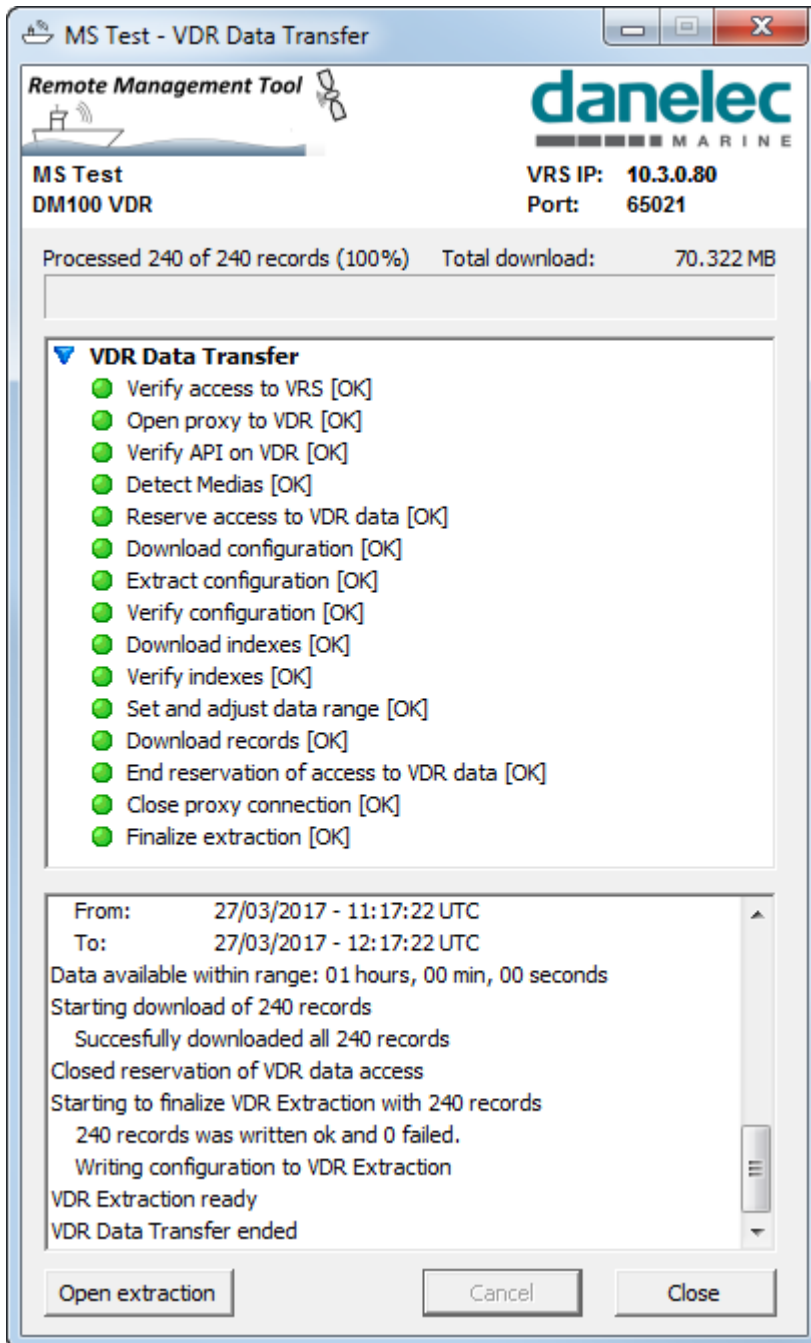 MS Test - VDR Data Transfer
Remote Management Tool
danelec
MARINE
MS Test
DM100 VDR
VRS IP: 10.3.0.80
Port: 65021
Processed 240 of 240 records (100%) Total download: 70.322 MB
VDR Data Transfer
Verify access to VRS [OK]
Open proxy to VDR [OK]
Verify API on VDR [OK]
Detect Medias [OK]
Reserve access to VDR data [OK]
Download configuration [OK]
Extract configuration [OK]
Verify configuration [OK]
Download indexes [OK]
Verify indexes [OK]
Set and adjust data range [OK]
Download records [OK]
End reservation of access to VDR data [OK]
Close proxy connection [OK]
Finalize extraction [OK]
From: 27/03/2017 - 11:17:22 UTC
To: 27/03/2017 - 12:17:22 UTC
Data available within range: 01 hours, 00 min, 00 seconds
Starting download of 240 records
Succesfully downloaded all 240 records
Closed reservation of VDR data access
Starting to finalize VDR Extraction with 240 records
240 records was written ok and 0 failed.
Writing configuration to VDR Extraction
VDR Extraction ready
VDR Data Transfer ended
Open extraction Cancel Close